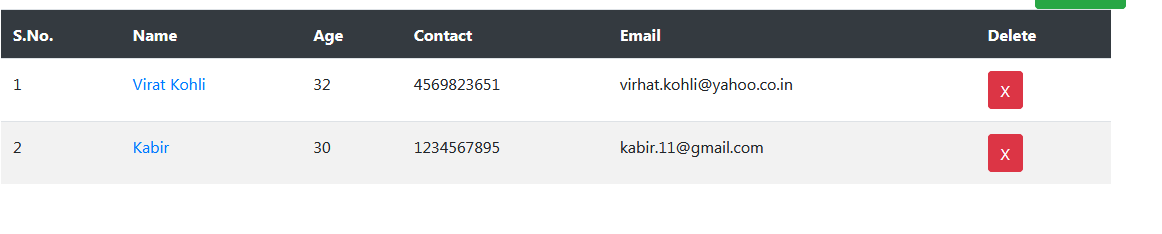 S.No. Name Age Contact Email Delete
1 Virat Kohli 32 4569823651 virhat.kohli@yahoo.co.in X
2 Kabir 30 1234567895 kabir.11@gmail.com X